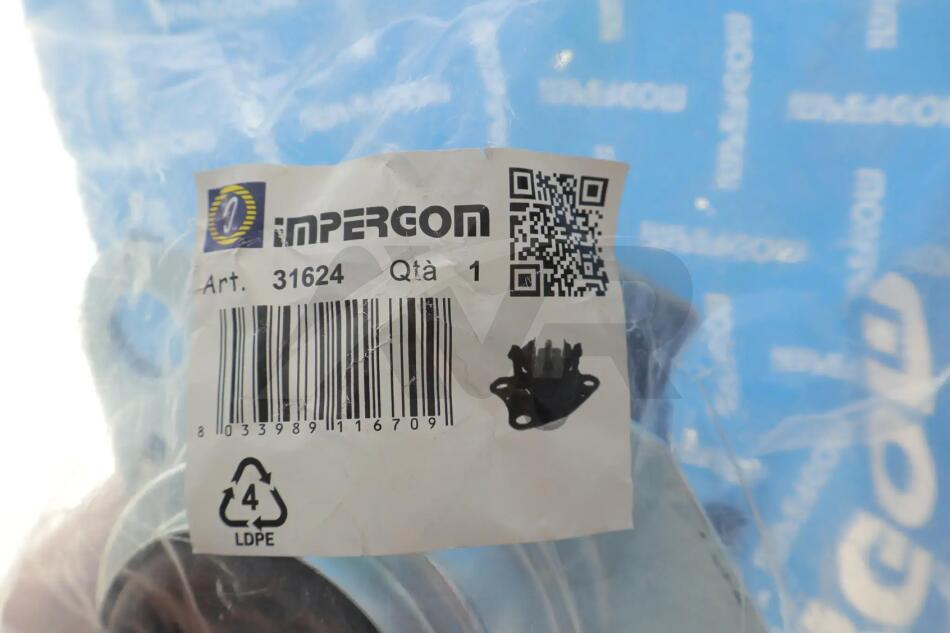 IMPERGOM
Art. 31624 Qtà 1
8 033989 116709
4
LDPE